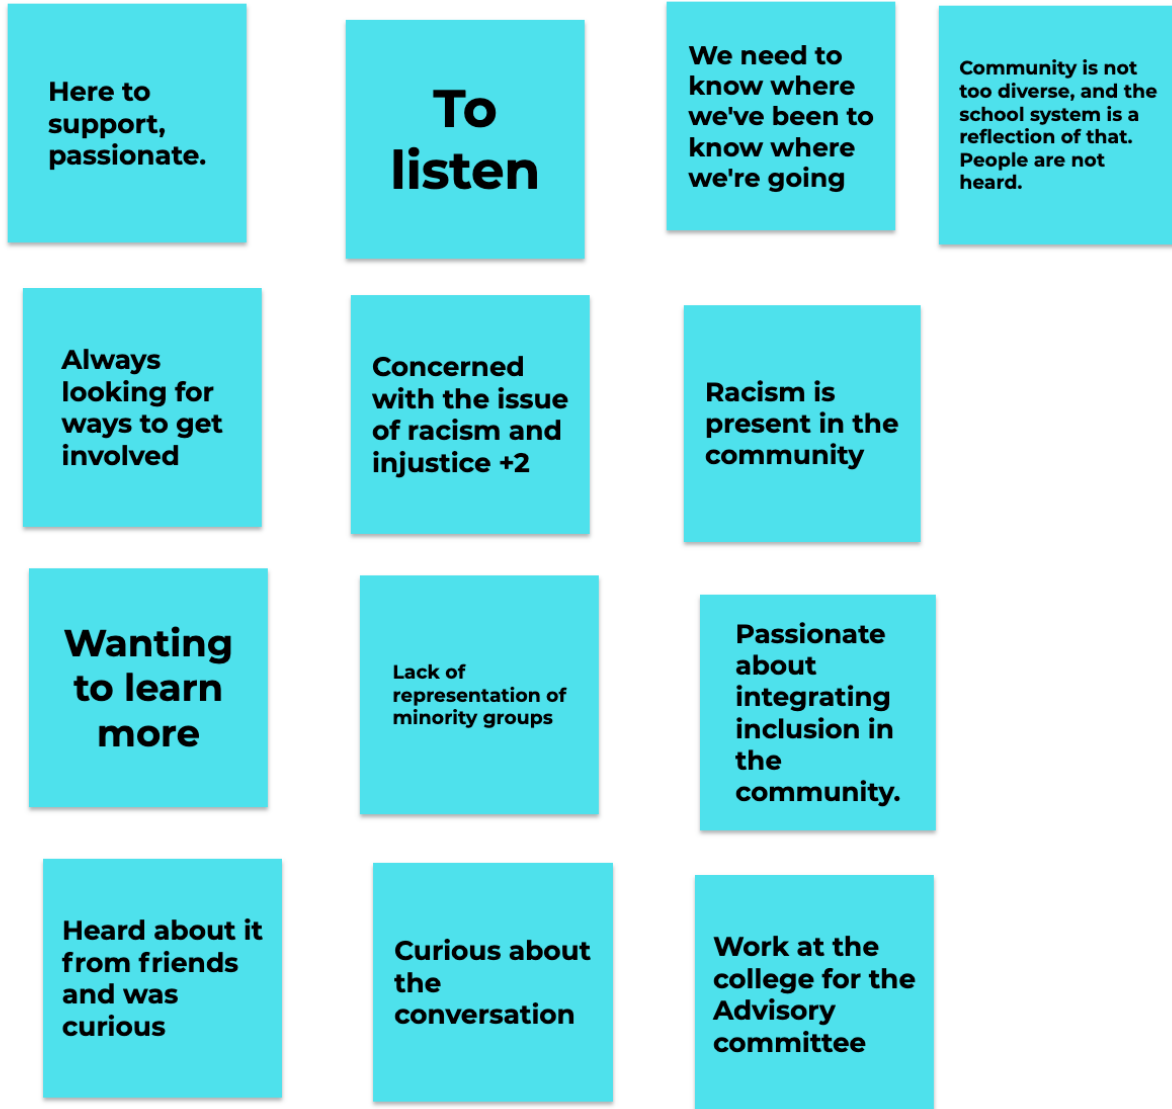 Here to
support,
passionate.
To
listen
We need to
know where
we've been to
know where
we're going
Community is not
too diverse, and the
school system is a
reflection of that.
People are not
heard.
Always
looking for
ways to get
involved
Concerned
with the issue
of racism and
injustice +2
Racism is
present in the
community
Wanting
to learn
more
Lack of
representation of
minority groups
Passionate
about
integrating
inclusion in
the
community.
Heard about it
from friends
and was
curious
Curious about
the
conversation
Work at the
college for the
Advisory
committee